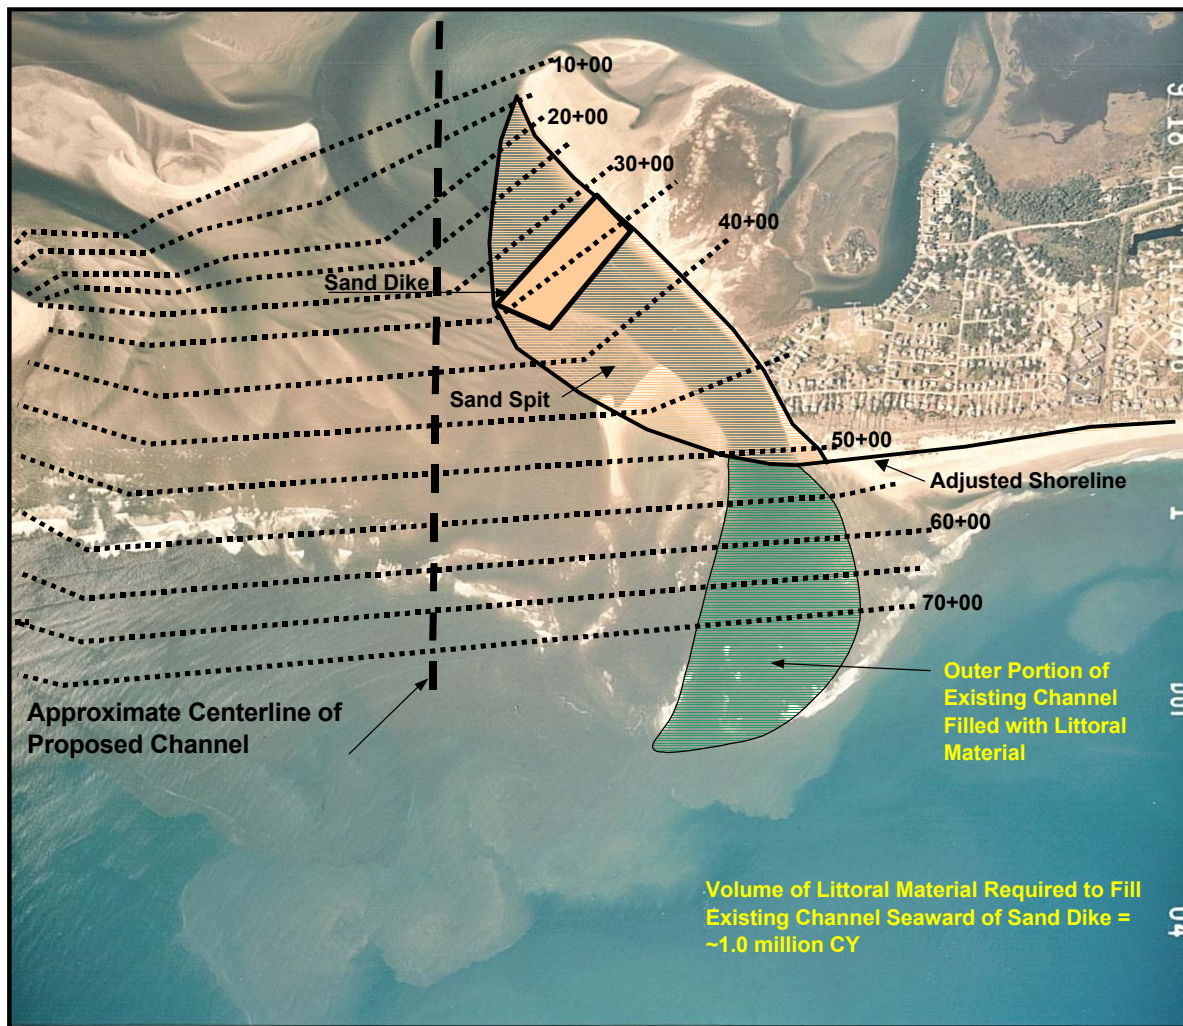 10+00
20+00
30+00
40+00
Sand Dike
Sand Spit
50+00
Adjusted Shoreline
60+00
70+00
Outer Portion of
Existing Channel
Filled with Littoral
Material
Approximate Centerline of
Proposed Channel
Volume of Littoral Material Required to Fill
Existing Channel Seaward of Sand Dike =
~1.0 million CY